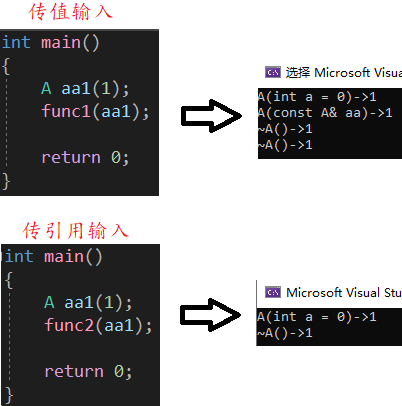 传值输入
int main()
{
A aa1(1);
func1(aa1);
return 0;
}
选择 Microsoft Visua
A(int a = 0)->1
A(const A& aa)->1
~A()->1
~A()->1
传引用输入
int main()
{
A aa1(1);
func2(aa1);
return 0;
}
Microsoft Visual Stu
A(int a = 0)->1
~A()->1